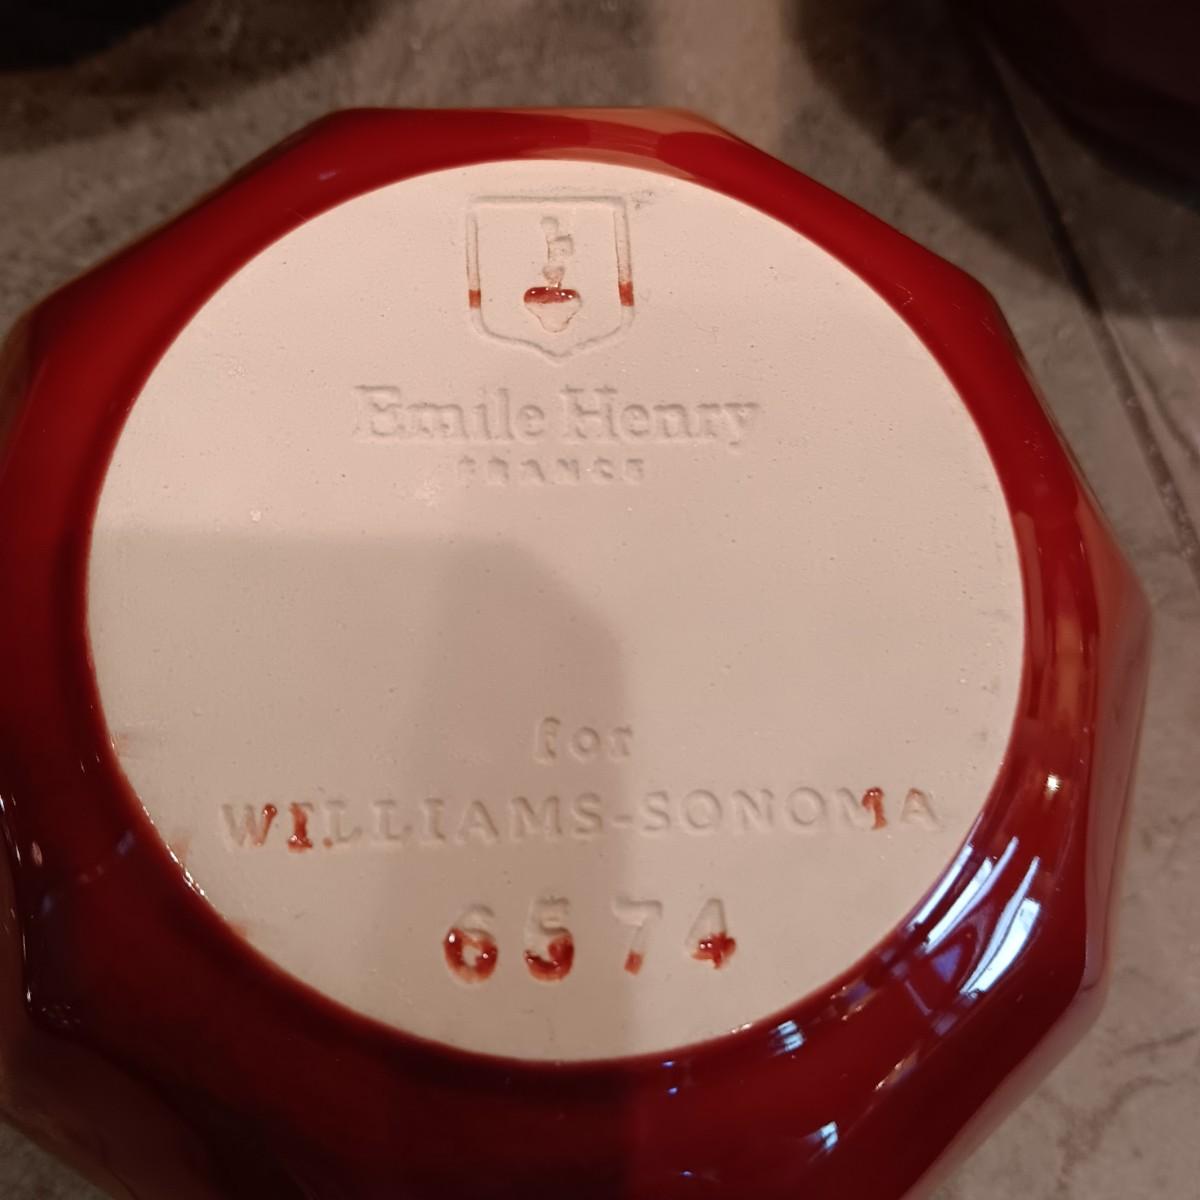 Emile Henry
FRANCE
for
WILLIAMS-SONOMA
6574